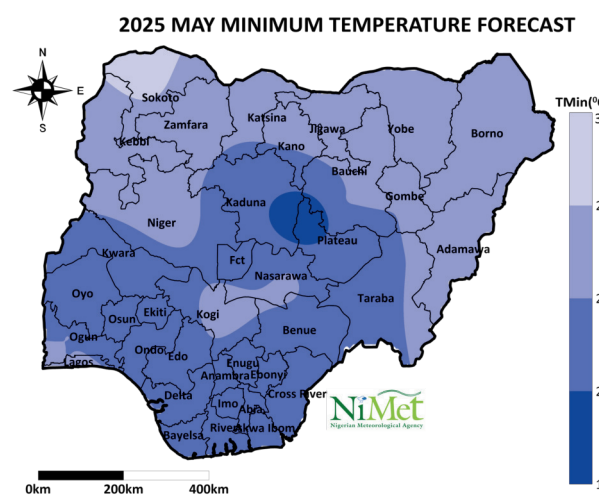 2025 MAY MINIMUM TEMPERATURE FORECAST
N
E
S
TMin(⁰
Sokoto
Zamfara
Kebbi
Katsina
Jigawa
Kano
Yobe
Borno
Bauchi
Gombe
Kaduna
Niger
Plateau
Adamawa
Kwara
Fct
Nasarawa
Taraba
Oyo
Osun
Ekiti
Kogi
Benue
Ogun
Lagos
Ondo
Edo
Enugu
Anambra
Ebonyi
Delta
Imo
Abia
Cross River
Bayelsa
Rivers
Akwa Ibom
NiMet
Nigerian Meteorological Agency
0km
200km
400km